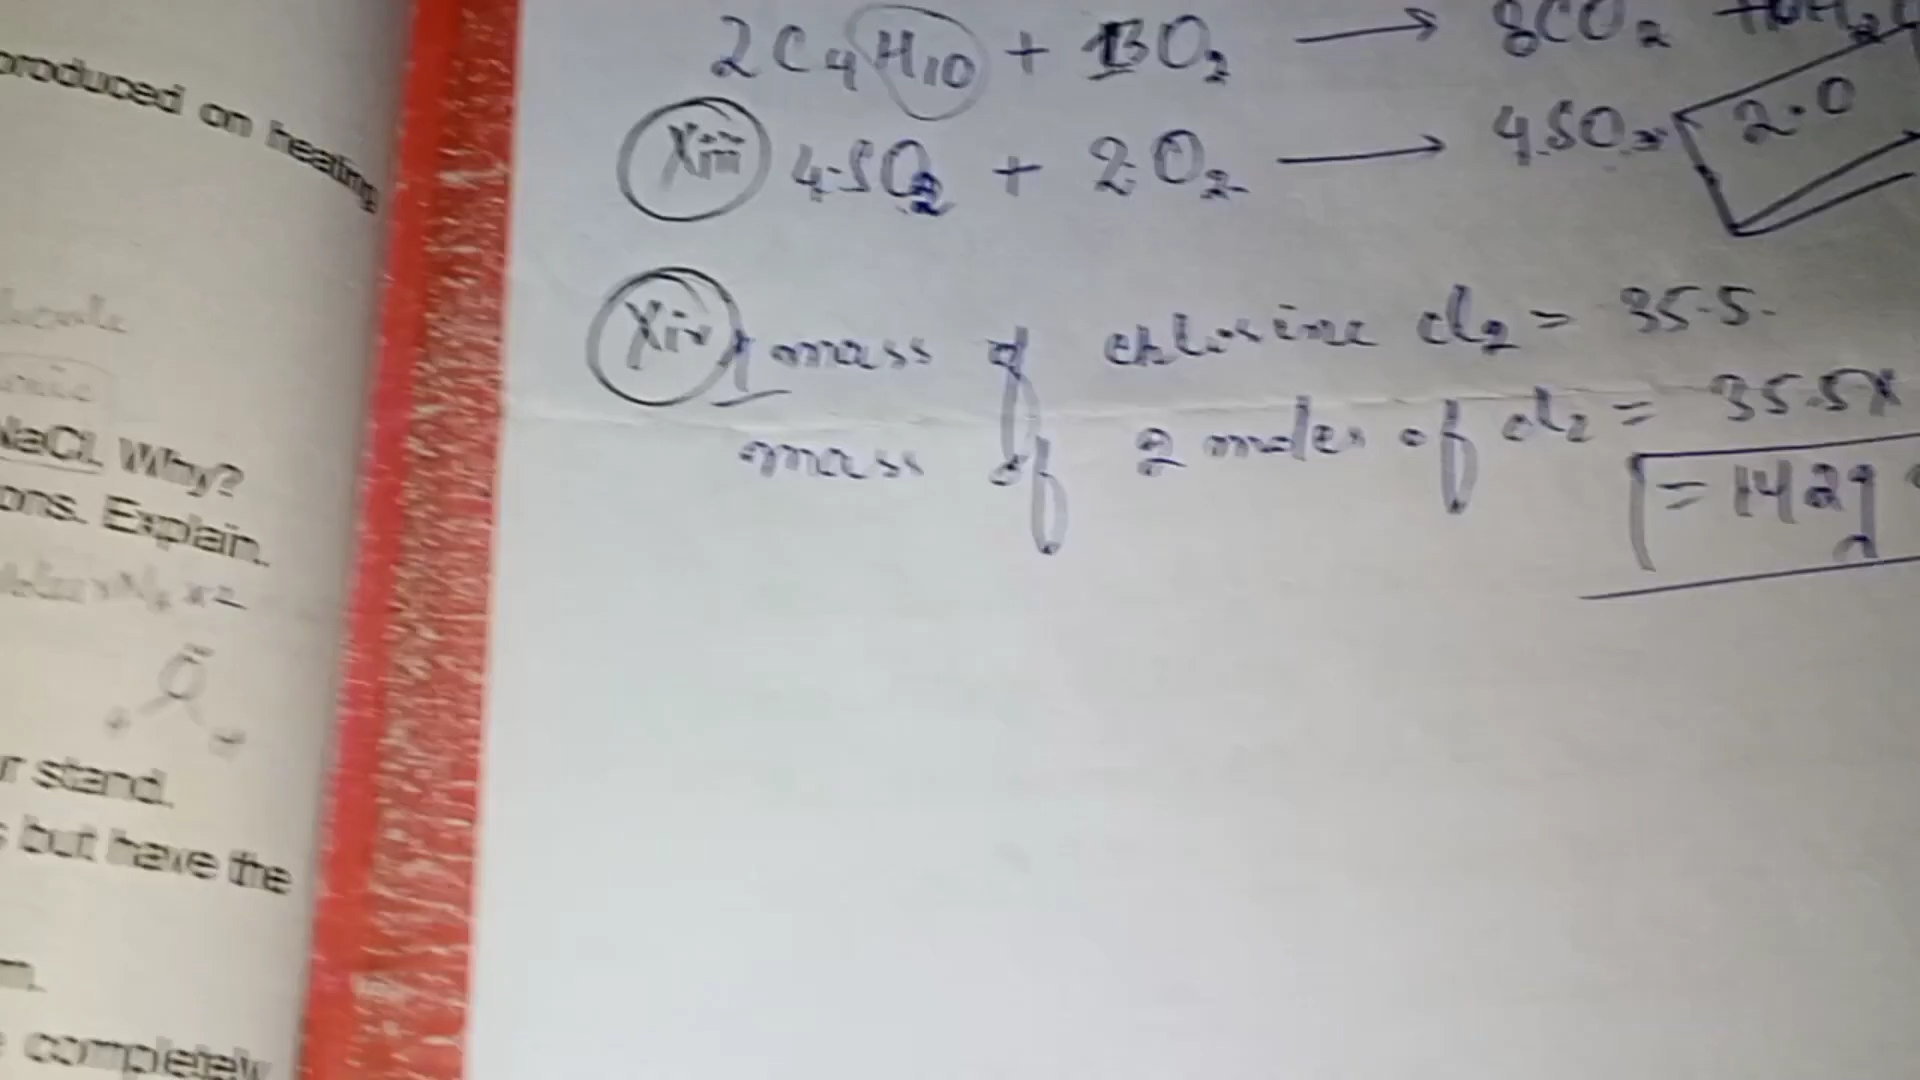 produced on heating
NaCl. Why?
ons. Explain.
r stand.
but have the
m.
completely
2C4H10 + 13O2 → 8CO2
Xiii 4SO2 + 2O2 → 4SO3 2.0
Xiv mass of chlorine Cl2 = 35.5
mass of 2 moles of Cl2 = 35.5x
= 142g